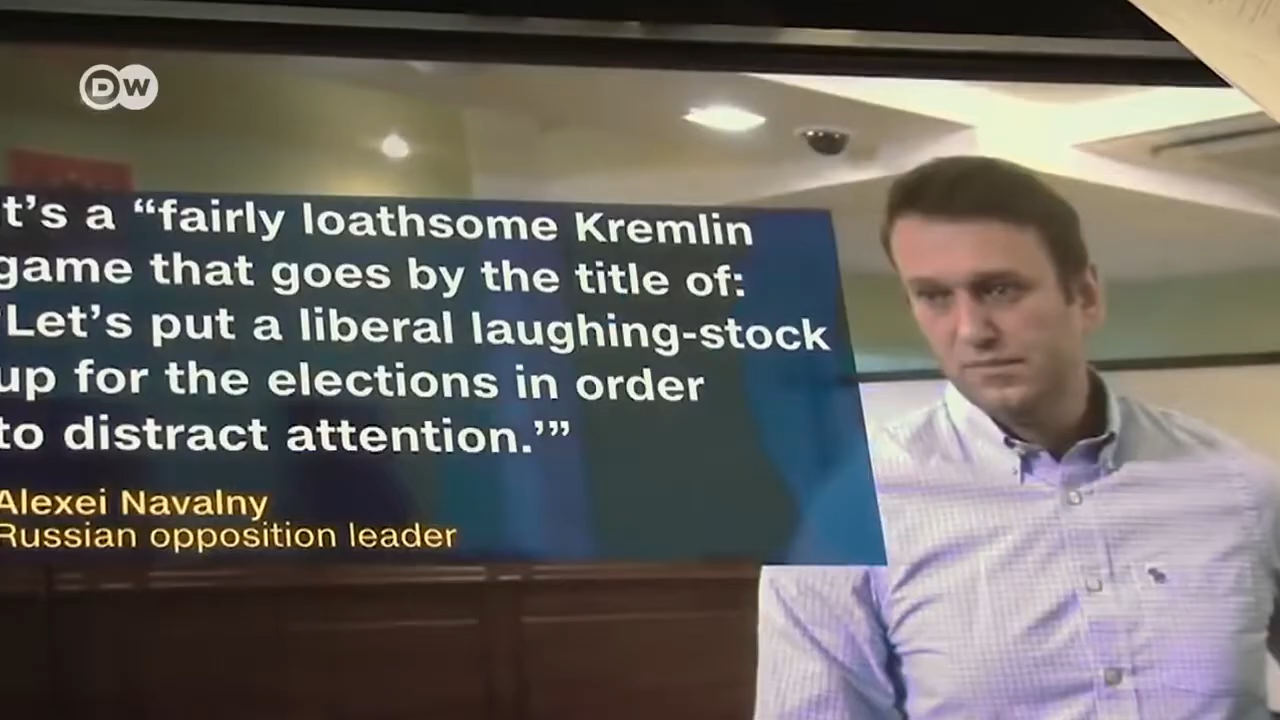 DW
t's a “fairly loathsome Kremlin
game that goes by the title of:
‘Let's put a liberal laughing-stock
up for the elections in order
to distract attention.’”
Alexei Navalny
Russian opposition leader